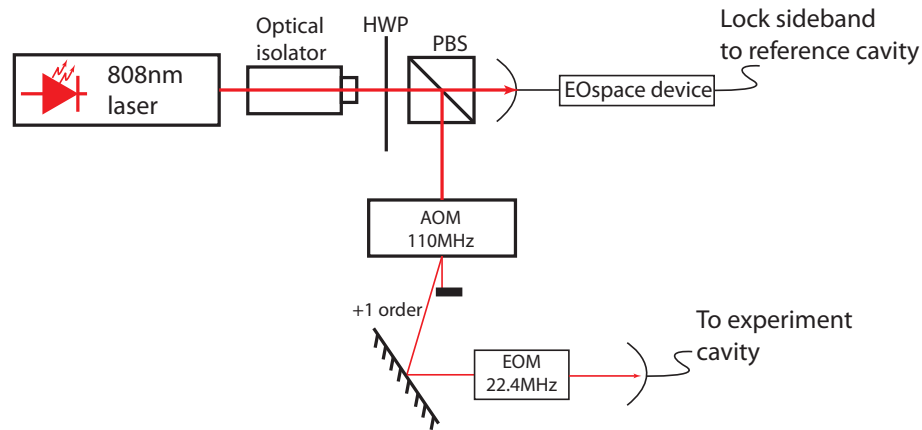 Optical
isolator
HWP
PBS
Lock sideband
to reference cavity
808nm
laser
EOspace device
AOM
110MHz
+1 order
EOM
22.4MHz
To experiment
cavity